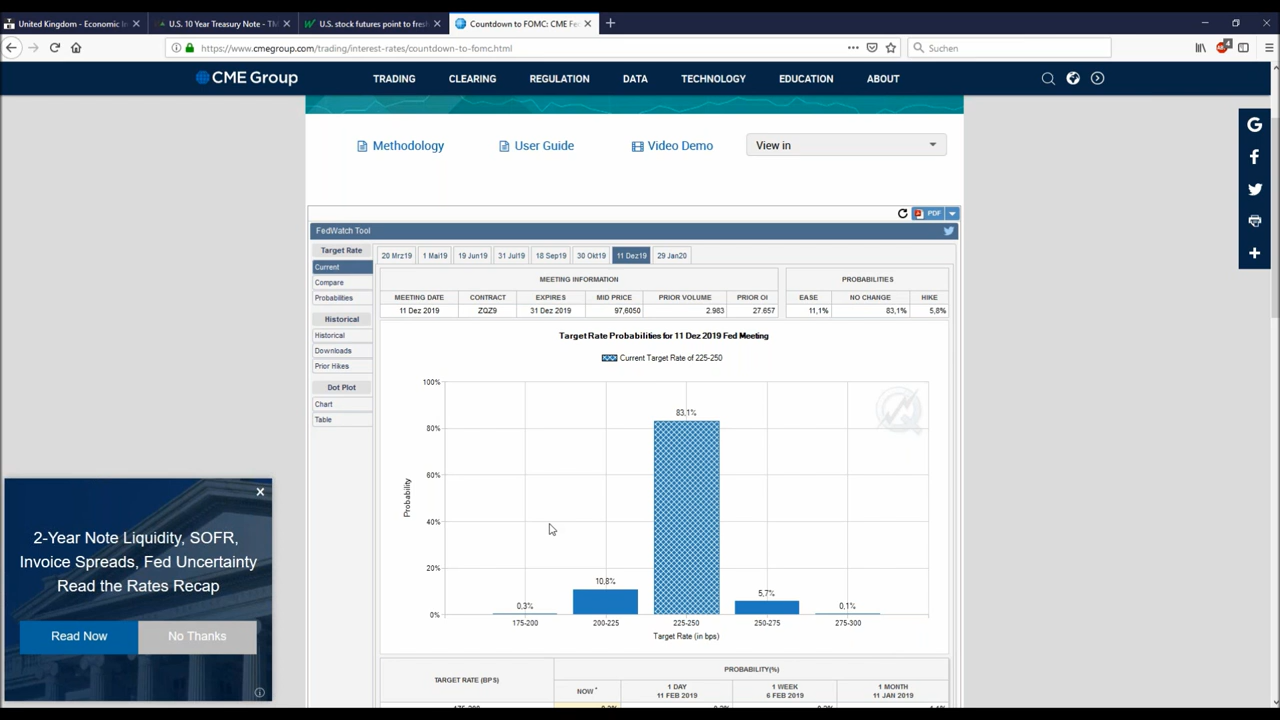 United Kingdom - Economic In
U.S. 10 Year Treasury Note - TM
U.S. stock futures point to fresh
Countdown to FOMC: CME Fe
https://www.cmegroup.com/trading/interest-rates/countdown-to-fomc.html
Suchen
CME Group
TRADING
CLEARING
REGULATION
DATA
TECHNOLOGY
EDUCATION
ABOUT
Methodology
User Guide
Video Demo
View in
PDF
FedWatch Tool
Target Rate
Current
Compare
Probabilities
Historical
Historical
Downloads
Prior Hikes
Dot Plot
Chart
Table
20 Mrz19
1 Mai19
19 Jun19
31 Jul19
18 Sep19
30 Okt19
11 Dez19
29 Jan20
MEETING INFORMATION
MEETING DATE CONTRACT EXPIRES MID PRICE PRIOR VOLUME PRIOR OI
11 Dez 2019 ZQZ9 31 Dez 2019 97,6050 2.983 27.657
PROBABILITIES
EASE NO CHANGE HIKE
11,1% 83,1% 5,8%
Target Rate Probabilities for 11 Dez 2019 Fed Meeting
Current Target Rate of 225-250
100%
80%
60%
40%
20%
0%
Probability
0,3%
10,8%
83,1%
5,7%
0,1%
175-200
200-225
225-250
250-275
275-300
Target Rate (in bps)
TARGET RATE (BPS)
PROBABILITY(%)
NOW *
1 DAY
11 FEB 2019
1 WEEK
6 FEB 2019
1 MONTH
11 JAN 2019
2-Year Note Liquidity, SOFR,
Invoice Spreads, Fed Uncertainty
Read the Rates Recap
Read Now
No Thanks